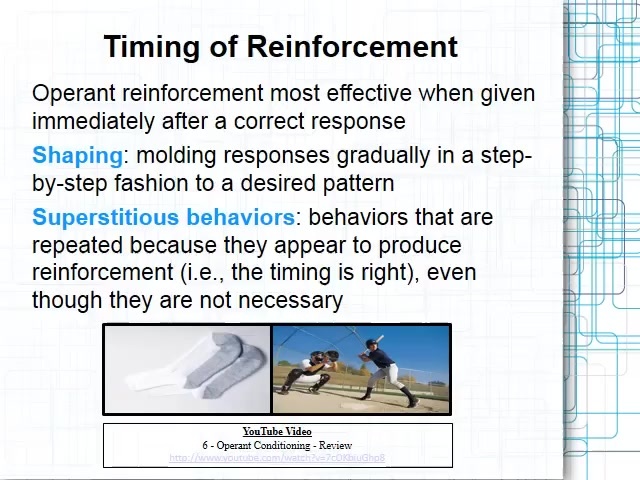 Timing of Reinforcement
Operant reinforcement most effective when given
immediately after a correct response
Shaping: molding responses gradually in a step-
by-step fashion to a desired pattern
Superstitious behaviors: behaviors that are
repeated because they appear to produce
reinforcement (i.e., the timing is right), even
though they are not necessary
YouTube Video
6 - Operant Conditioning - Review